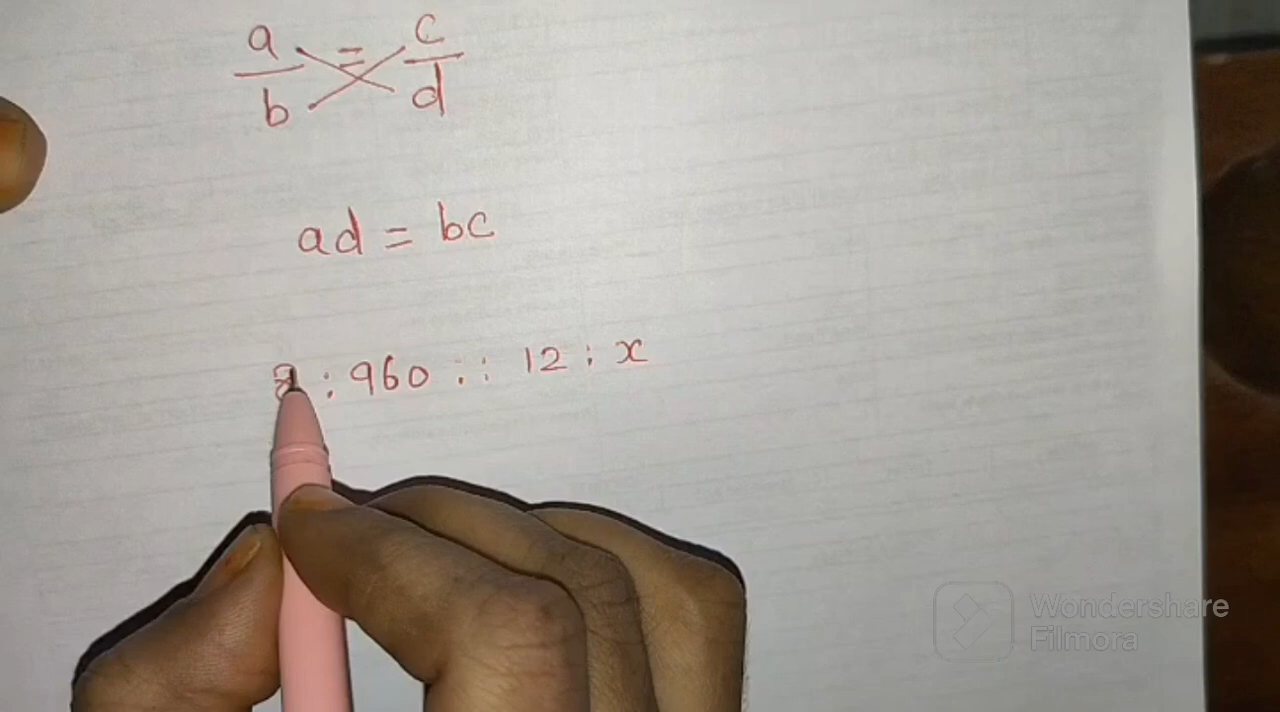 a = c
b d
ad = bc
: 960 :: 12 : x
Wondershare
Filmora